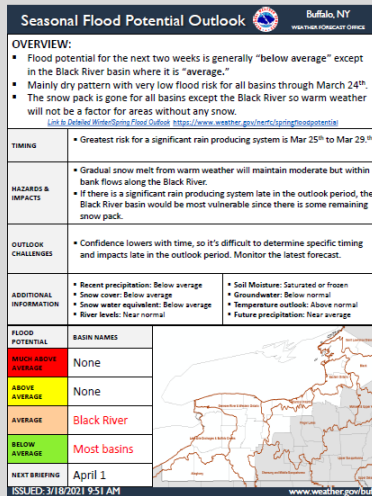 Seasonal Flood Potential Outlook
Buffalo, NY
WEATHER FORECAST OFFICE
OVERVIEW:
▪ Flood potential for the next two weeks is generally “below average” except
in the Black River basin where it is “average.”
▪ Mainly dry pattern with very low flood risk for all basins through March 24th.
▪ The snow pack is gone for all basins except the Black River so warm weather
will not be a factor for areas without any snow.
Link to Detailed Winter/Spring Flood Outlook https://www.weather.gov/nerfc/springfloodpotential
TIMING
• Greatest risk for a significant rain producing system is Mar 25th to Mar 29.th
HAZARDS &
IMPACTS
• Gradual snow melt from warm weather will maintain moderate but within
bank flows along the Black River.
• If there is a significant rain producing system late in the outlook period, the
Black River basin would be most vulnerable since there is some remaining
snow pack.
OUTLOOK
CHALLENGES
• Confidence lowers with time, so it’s difficult to determine specific timing
and impacts late in the outlook period. Monitor the latest forecast.
ADDITIONAL
INFORMATION
• Recent precipitation: Below average
• Snow cover: Below average
• Snow water equivalent: Below average
• River levels: Near normal
• Soil Moisture: Saturated or frozen
• Groundwater: Below normal
• Temperature outlook: Above normal
• Future precipitation: Near average
FLOOD
POTENTIAL
BASIN NAMES
MUCH ABOVE
AVERAGE
None
ABOVE
AVERAGE
None
AVERAGE
Black River
BELOW
AVERAGE
Most basins
NEXT BRIEFING
April 1
ISSUED: 3/18/2021 9:51 AM
www.weather.gov/bu